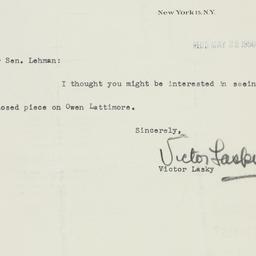 New York 15, N.Y.
Sen. Lehman:
I thought you might be interested in seein
losed piece on Owen Lattimore.
Sincerely,
Victor Lasky
Victor Lasky